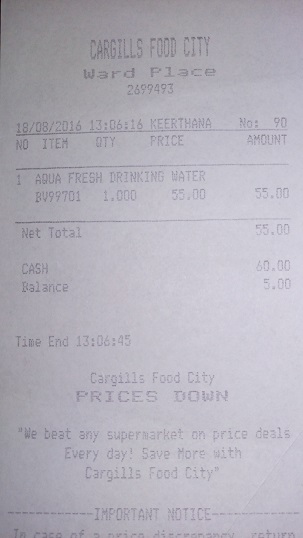 CARGILLS FOOD CITY
Ward Place
2699493
18/08/2016 13:06:16 KEERTHANA No: 90
NO ITEM QTY PRICE AMOUNT
1 AQUA FRESH DRINKING WATER
BV99701 1.000 55.00 55.00
Net Total 55.00
CASH 60.00
Balance 5.00
Time End 13:06:45
Cargills Food City
PRICES DOWN
"We beat any supermarket on price deals
Every day! Save More with
Cargills Food City"
------------IMPORTANT NOTICE------------
In case of a price discrepancy, return